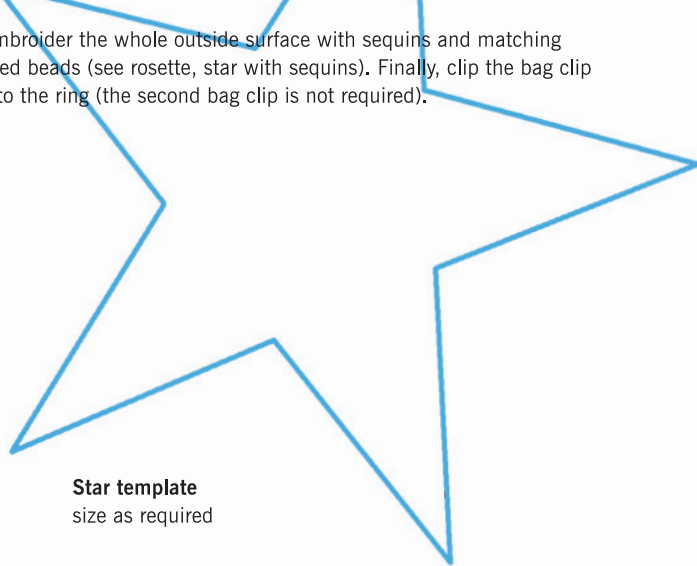 mbroider the whole outside surface with sequins and matching
ed beads (see rosette, star with sequins). Finally, clip the bag clip
to the ring (the second bag clip is not required).
Star template
size as required